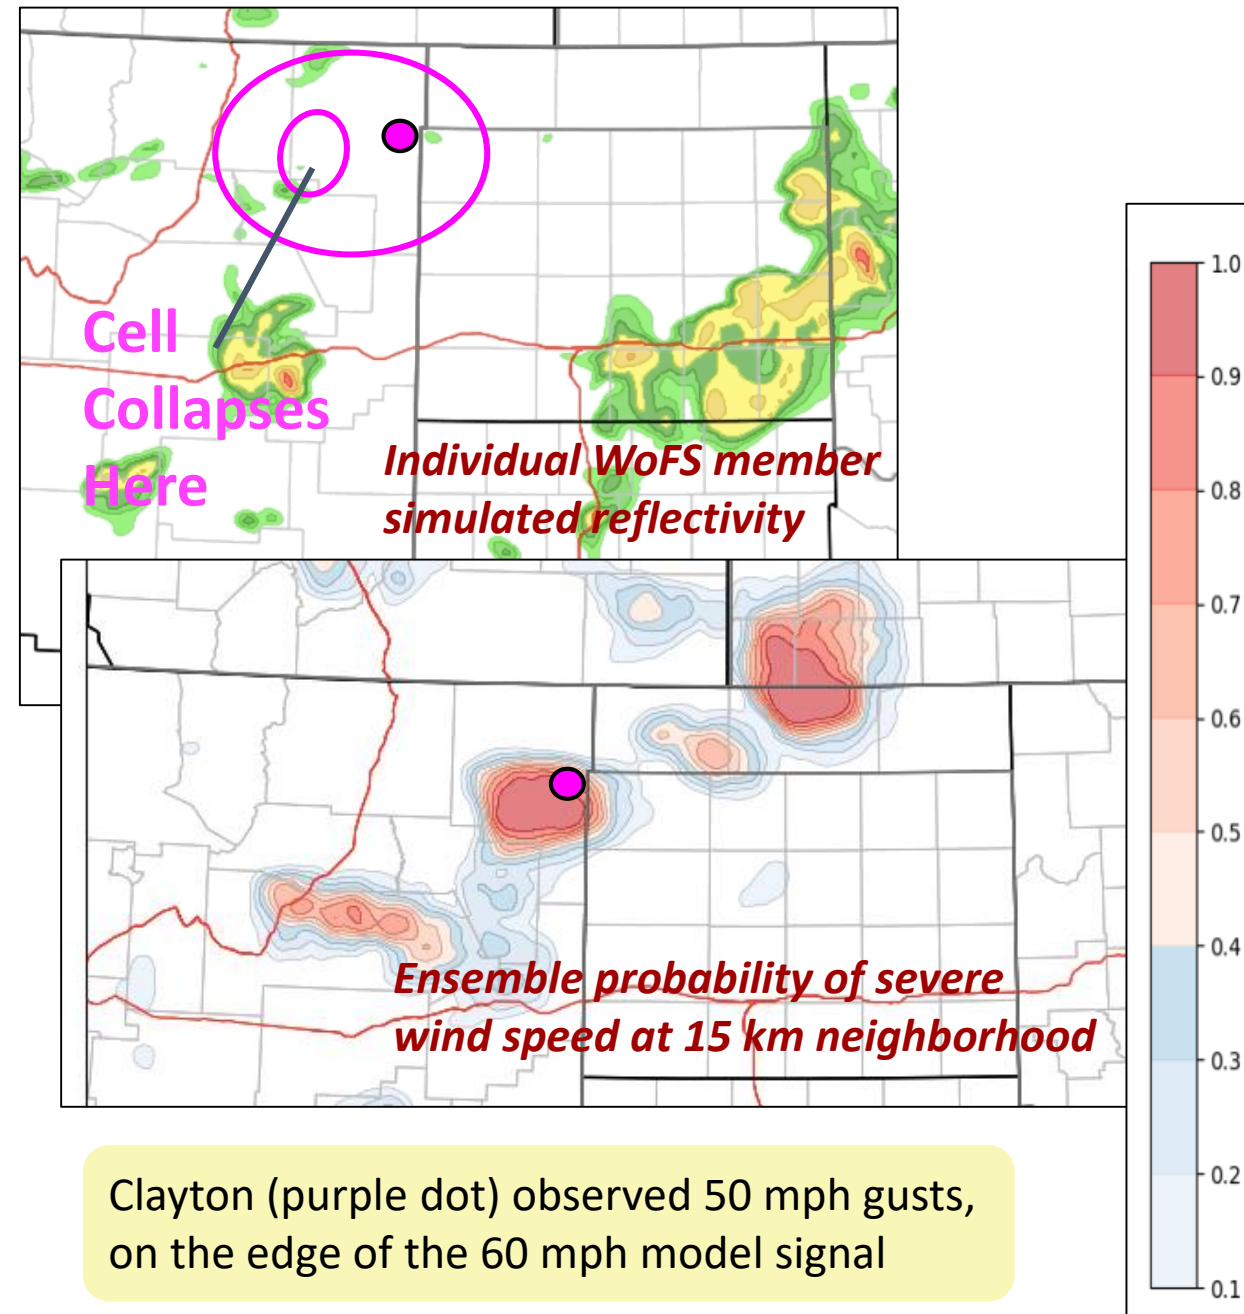 Cell
Collapses
Here
Individual WoFS member
simulated reflectivity
1.0
0.9
0.8
0.7
0.6
0.5
0.4
0.3
0.2
0.1
Ensemble probability of severe
wind speed at 15 km neighborhood
Clayton (purple dot) observed 50 mph gusts,
on the edge of the 60 mph model signal